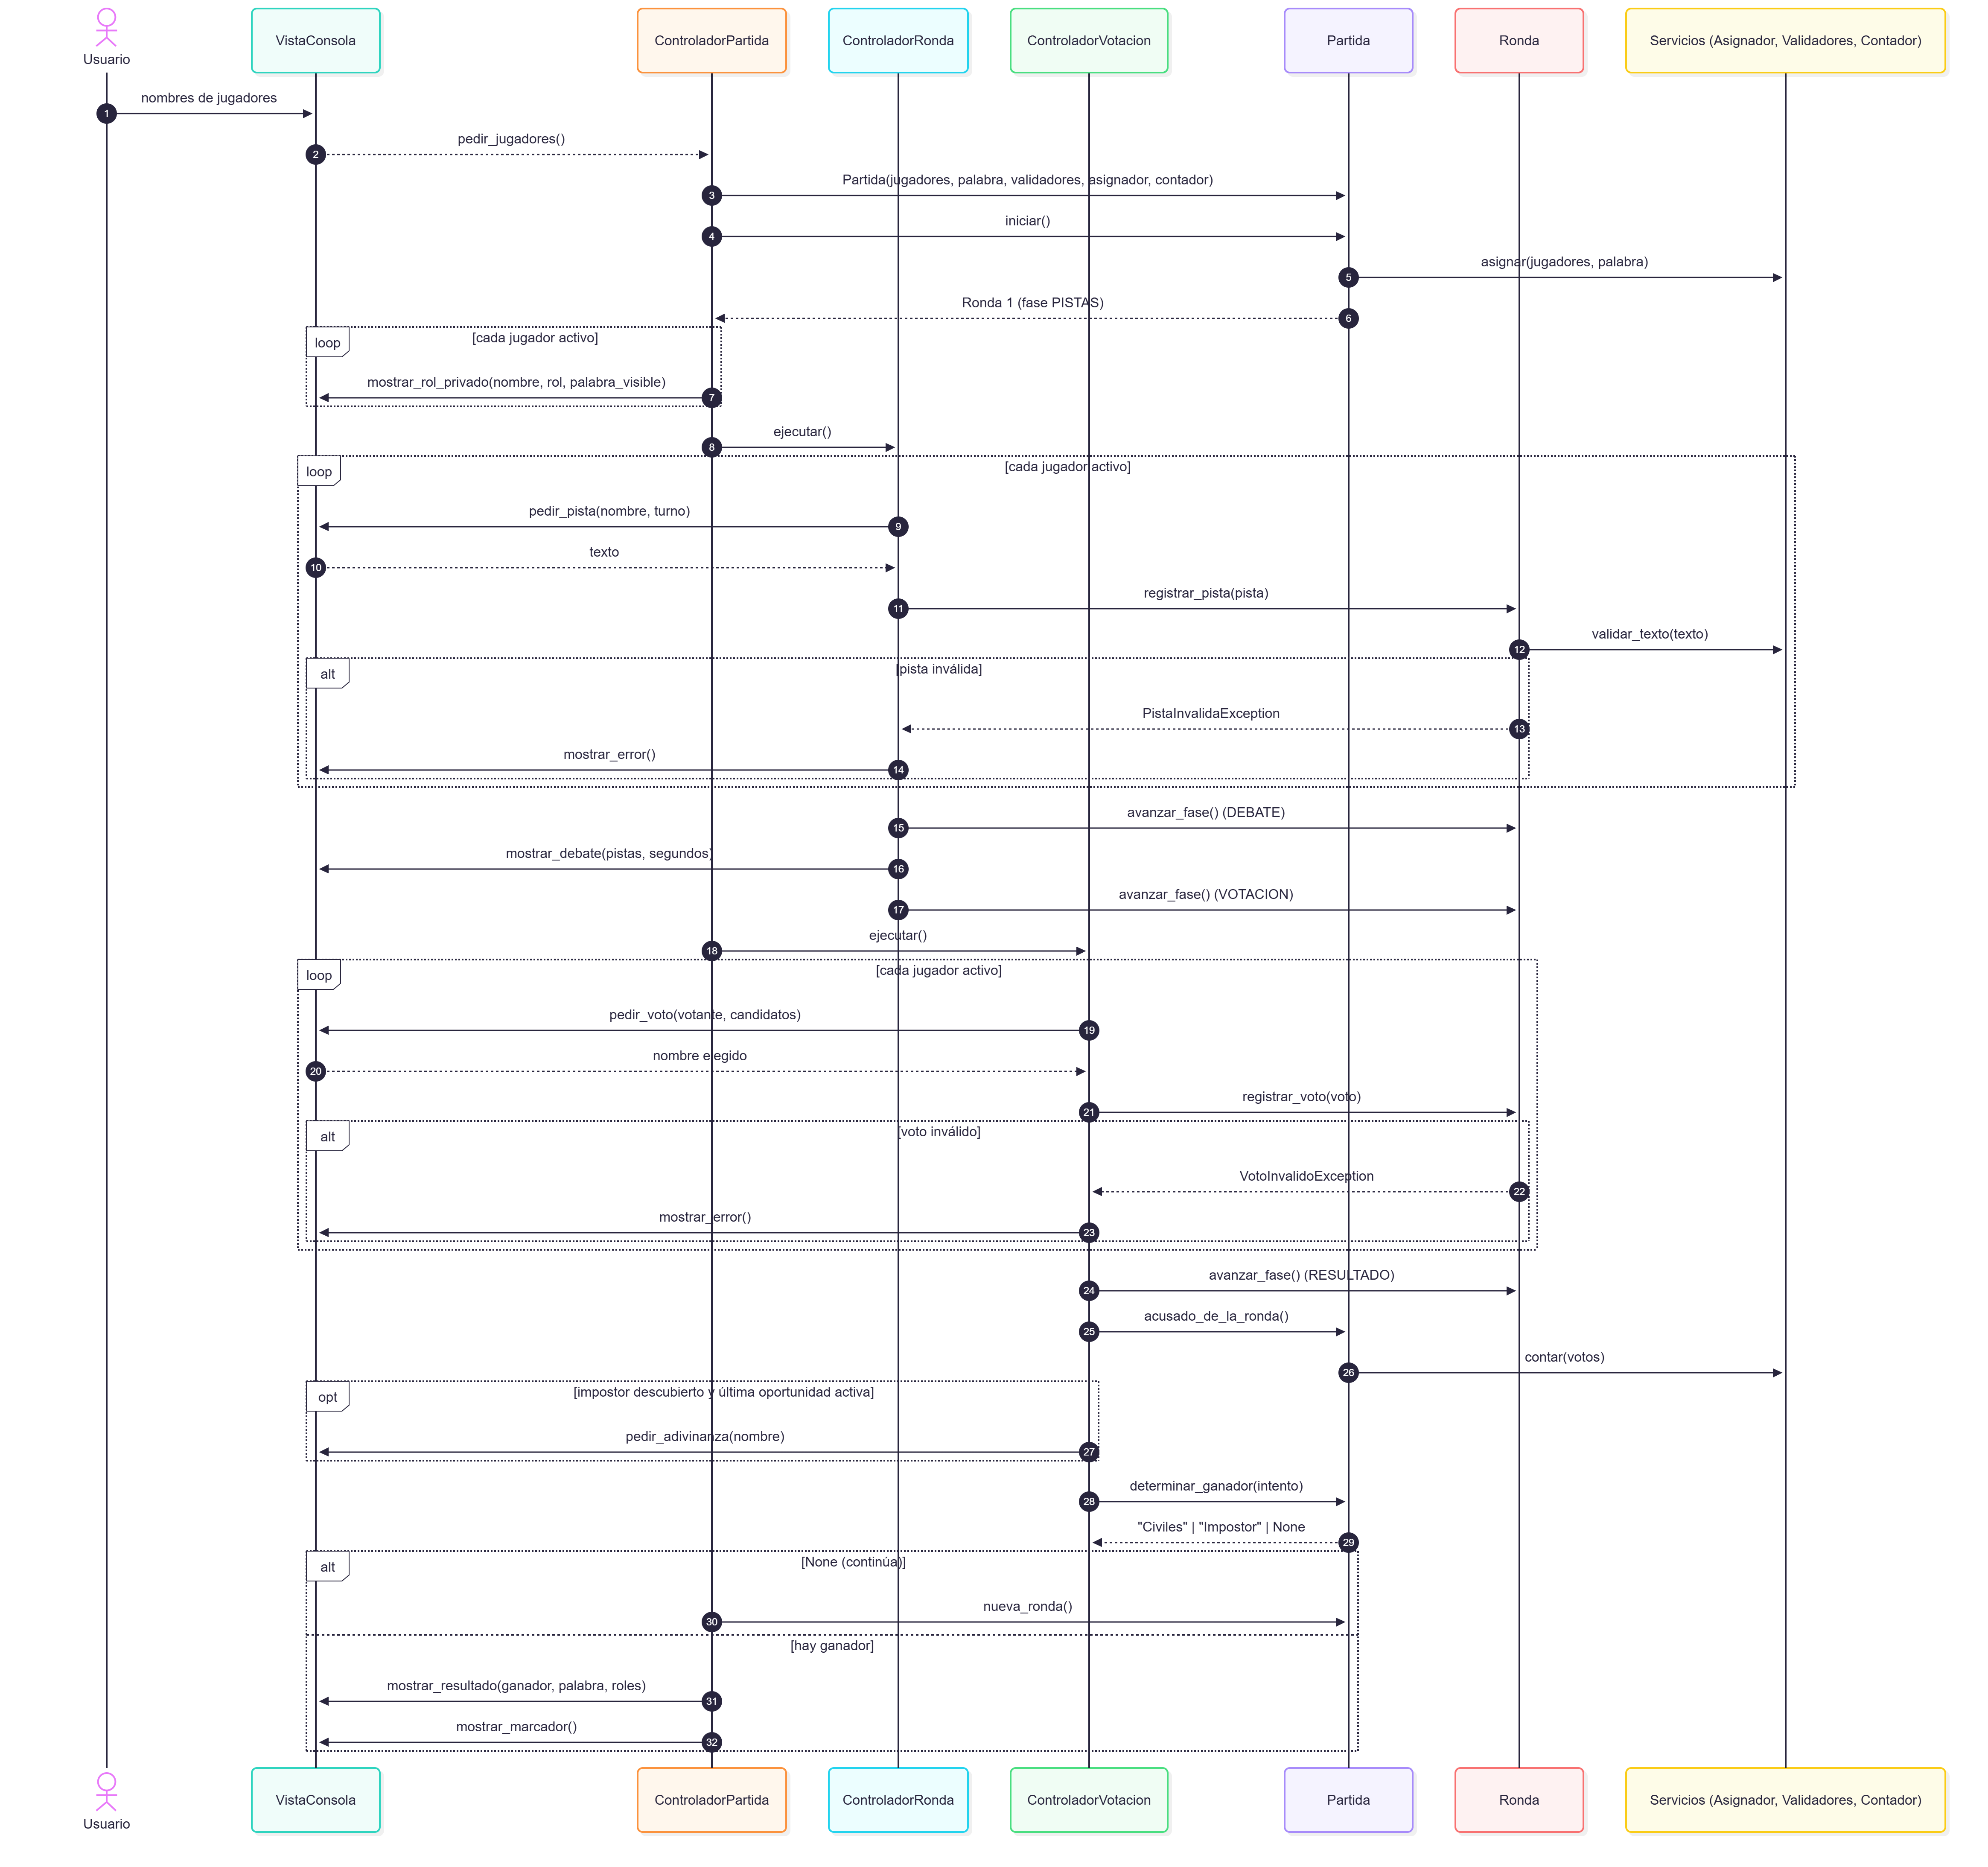 Usuario
VistaConsola
ControladorPartida
ControladorRonda
ControladorVotacion
Partida
Ronda
Servicios (Asignador, Validadores, Contador)
nombres de jugadores
1
pedir_jugadores()
2
Partida(jugadores, palabra, validadores, asignador, contador)
3
iniciar()
4
asignar(jugadores, palabra)
5
Ronda 1 (fase PISTAS)
6
loop
[cada jugador activo]
mostrar_rol_privado(nombre, rol, palabra_visible)
7
ejecutar()
8
loop
[cada jugador activo]
pedir_pista(nombre, turno)
9
texto
10
registrar_pista(pista)
11
validar_texto(texto)
12
alt
[pista inválida]
PistaInvalidaException
13
mostrar_error()
14
avanzar_fase() (DEBATE)
15
mostrar_debate(pistas, segundos)
16
avanzar_fase() (VOTACION)
17
ejecutar()
18
loop
[cada jugador activo]
pedir_voto(votante, candidatos)
19
nombre elegido
20
registrar_voto(voto)
21
alt
[voto inválido]
VotoInvalidoException
22
mostrar_error()
23
avanzar_fase() (RESULTADO)
24
acusado_de_la_ronda()
25
contar(votos)
26
opt
[impostor descubierto y última oportunidad activa]
pedir_adivinanza(nombre)
27
determinar_ganador(intento)
28
"Civiles" | "Impostor" | None
29
alt
[None (continúa)]
nueva_ronda()
30
[hay ganador]
mostrar_resultado(ganador, palabra, roles)
31
mostrar_marcador()
32
Usuario
VistaConsola
ControladorPartida
ControladorRonda
ControladorVotacion
Partida
Ronda
Servicios (Asignador, Validadores, Contador)